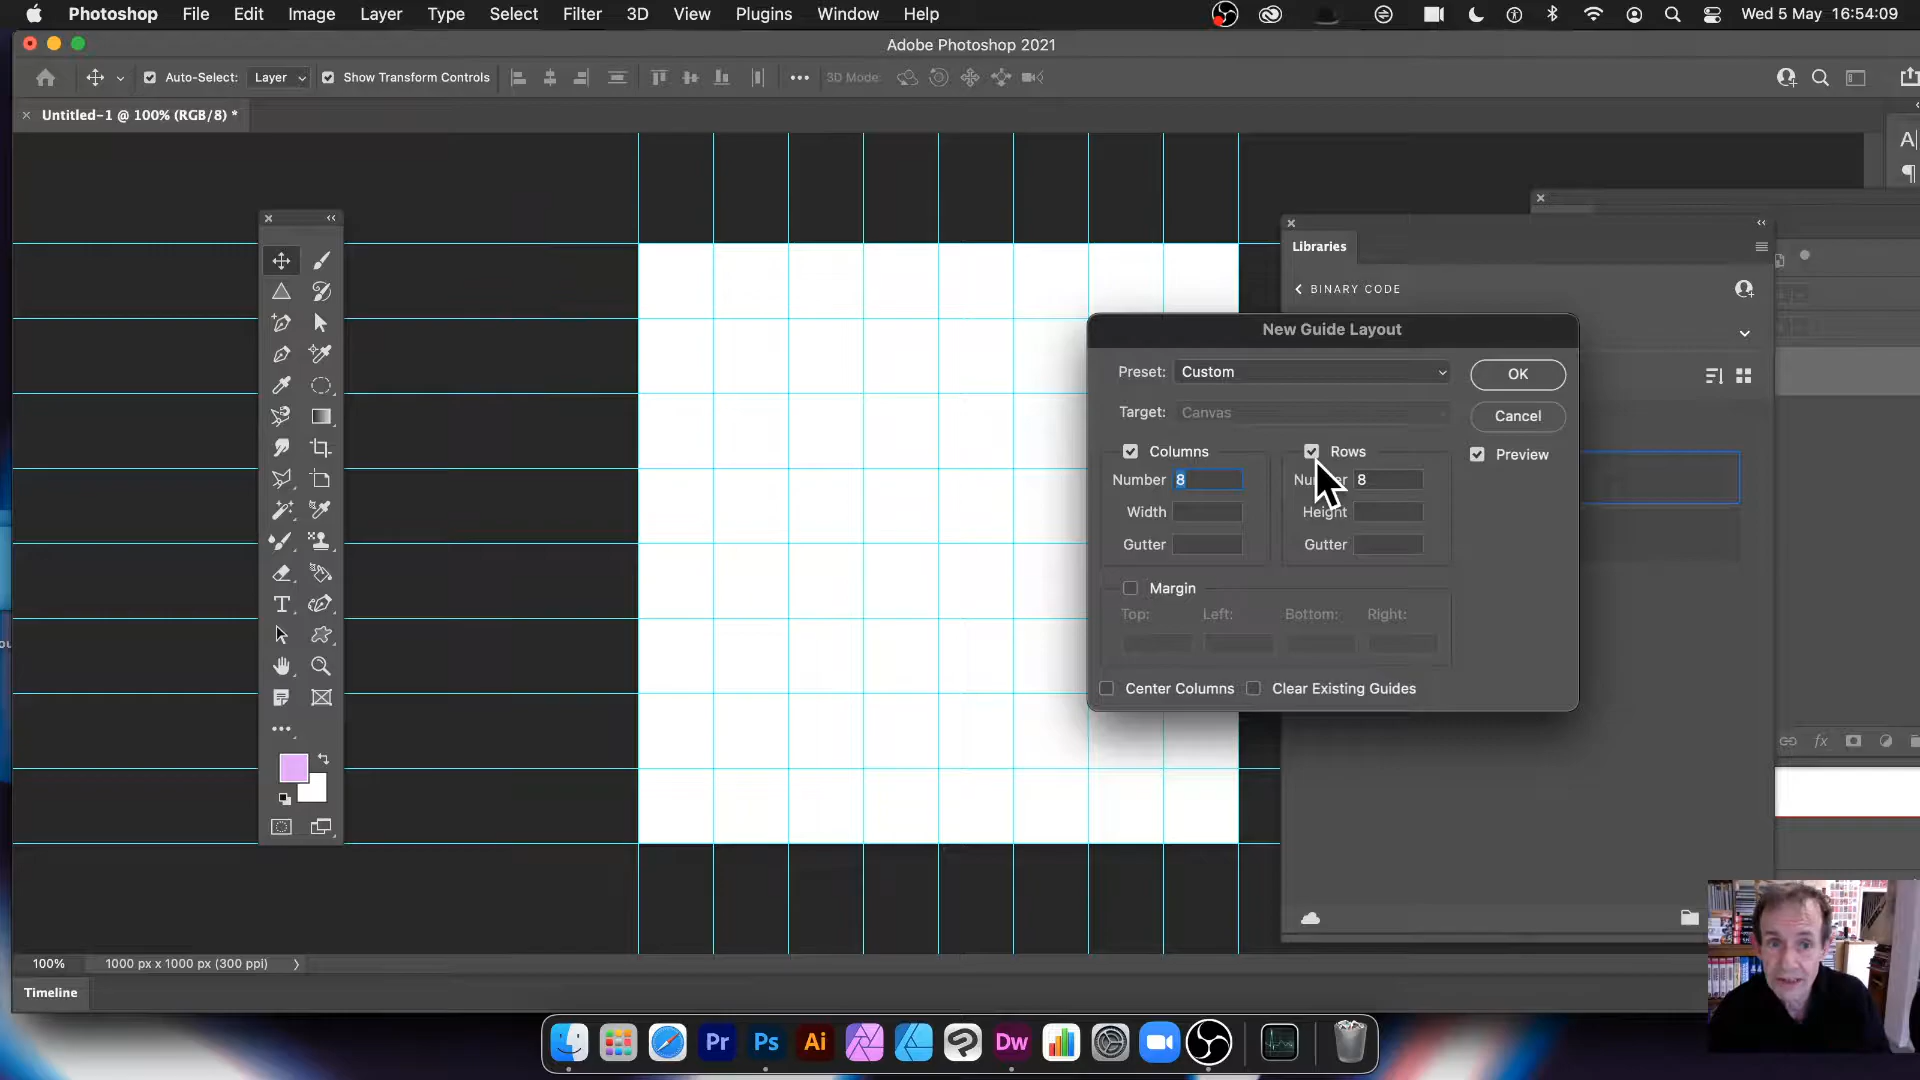 Photoshop File Edit Image Layer Type Select Filter 3D View Plugins Window Help Wed 5 May 16:54:09
Adobe Photoshop 2021
Auto-Select: Layer Show Transform Controls 3D Mode:
Untitled-1 @ 100% (RGB/8) *
Libraries
BINARY CODE
New Guide Layout
Preset: Custom OK
Target: Canvas Cancel
Columns Rows Preview
Number 8 8
Width Height
Gutter Gutter
Margin
Top: Left: Bottom: Right:
Center Columns Clear Existing Guides
fx
100% 1000 px x 1000 px (300 ppi)
Timeline
Pr Ps Ai Dw